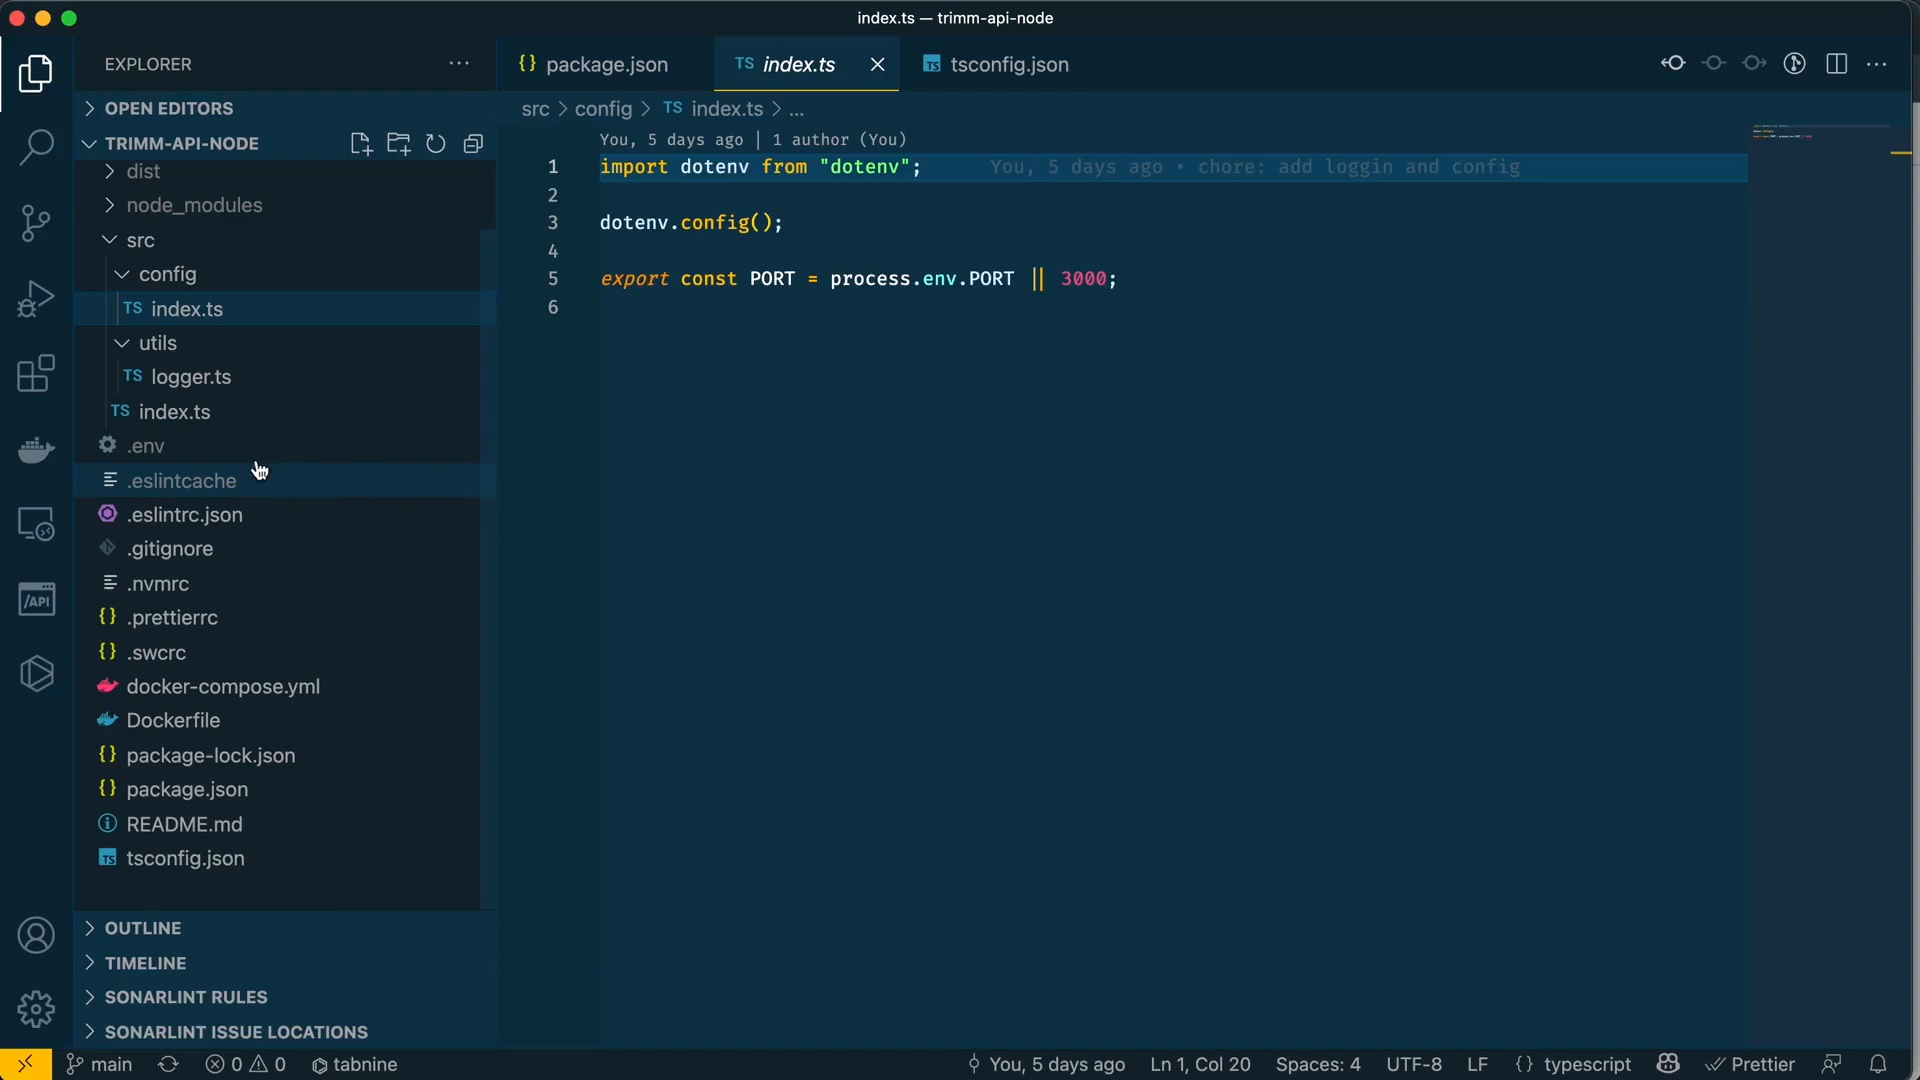 index.ts — trimm-api-node
EXPLORER
{} package.json
TS index.ts
TS tsconfig.json
OPEN EDITORS
src > config > TS index.ts > ...
TRIMM-API-NODE
You, 5 days ago | 1 author (You)
1 import dotenv from "dotenv"; You, 5 days ago • chore: add loggin and config
2
3 dotenv.config();
4
5 export const PORT = process.env.PORT || 3000;
6
dist
node_modules
src
config
TS index.ts
utils
TS logger.ts
TS index.ts
.env
.eslintcache
.eslintrc.json
.gitignore
.nvmrc
{} .prettierrc
{} .swcrc
docker-compose.yml
Dockerfile
{} package-lock.json
{} package.json
README.md
TS tsconfig.json
/API
OUTLINE
TIMELINE
SONARLINT RULES
SONARLINT ISSUE LOCATIONS
main 0 0 tabnine You, 5 days ago Ln 1, Col 20 Spaces: 4 UTF-8 LF {} typescript Prettier